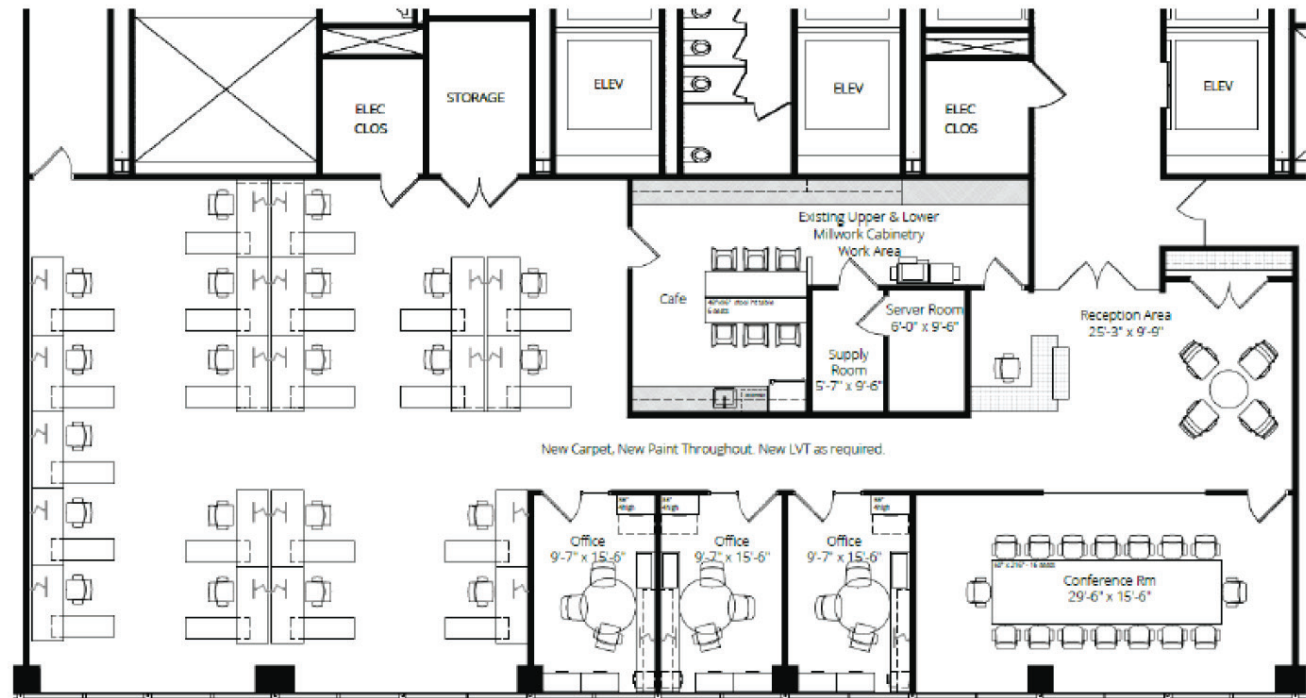 ELEC
CLOS
STORAGE
ELEV
ELEV
ELEC
CLOS
ELEV
Existing Upper & Lower
Millwork Cabinetry
Work Area
Cafe
Server Room
6'-0" x 9'-6"
Supply
Room
5'-7" x 9'-6"
Reception Area
25'-3" x 9'-9"
New Carpet, New Paint Throughout. New LVT as required.
Office
9'-7" x 15'-6"
Office
9'-7" x 15'-6"
Office
9'-7" x 15'-6"
Conference Rm
29'-6" x 15'-6"